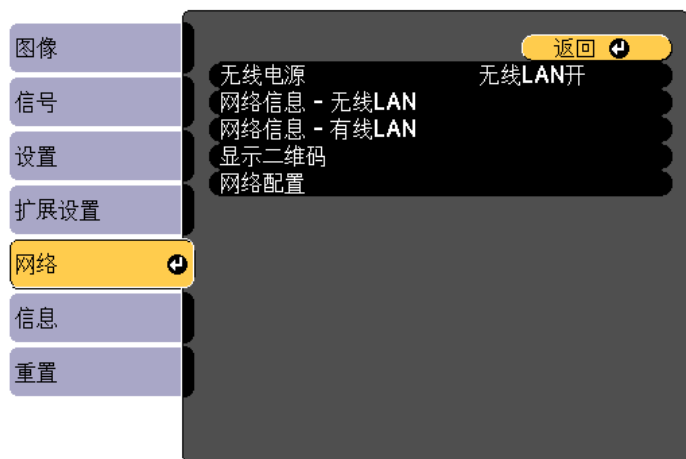 图像
信号
设置
扩展设置
网络
信息
重置
返回
无线电源 无线LAN开
网络信息 - 无线LAN
网络信息 - 有线LAN
显示二维码
网络配置